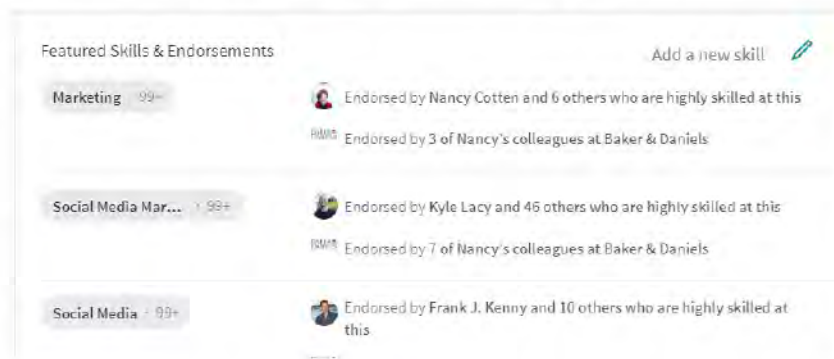 Featured Skills & Endorsements
Add a new skill
Marketing · 99+
Endorsed by Nancy Cotten and 6 others who are highly skilled at this
Endorsed by 3 of Nancy's colleagues at Baker & Daniels
Social Media Mar... · 99+
Endorsed by Kyle Lacy and 46 others who are highly skilled at this
Endorsed by 7 of Nancy's colleagues at Baker & Daniels
Social Media · 99+
Endorsed by Frank J. Kenny and 10 others who are highly skilled at
this